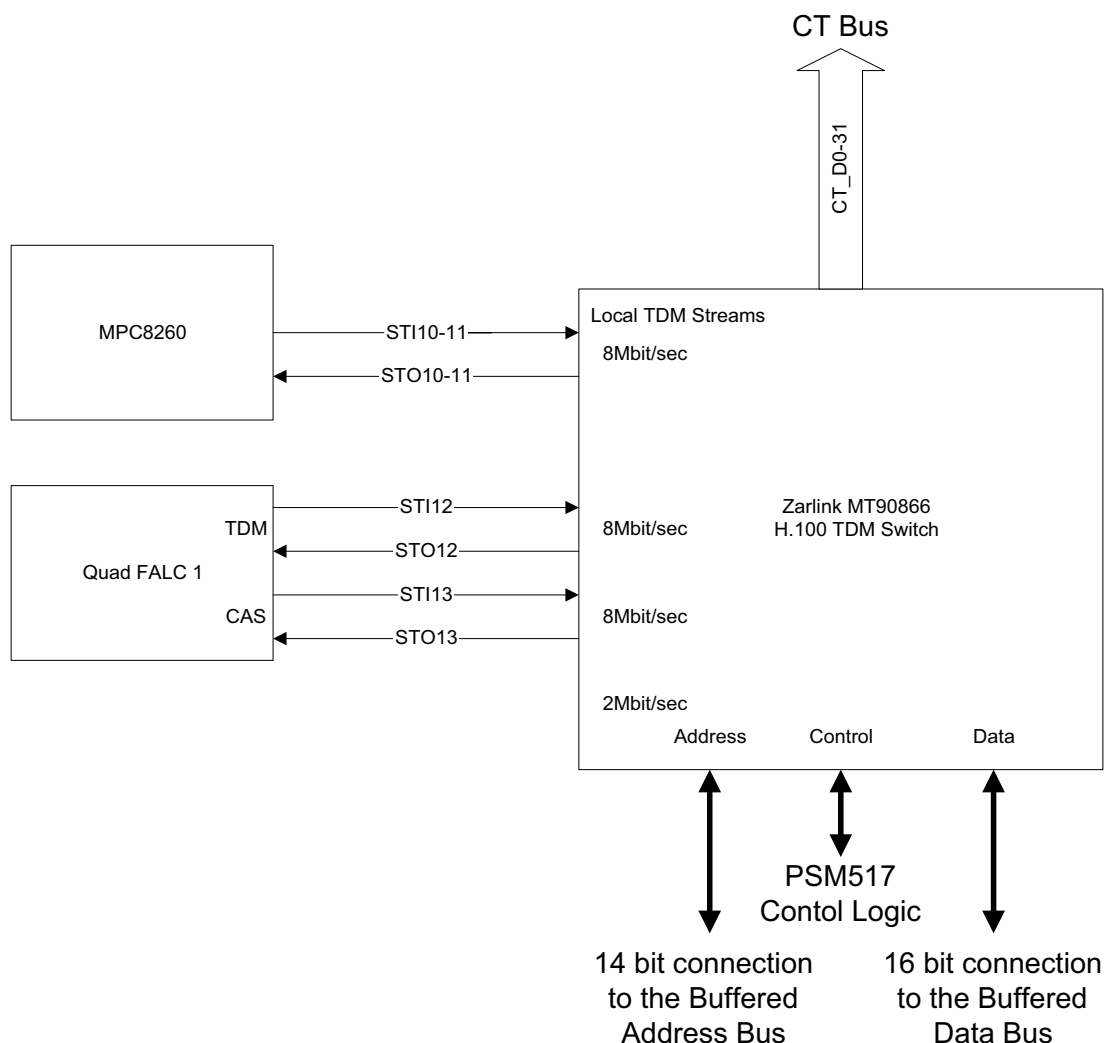 CT Bus
CT_D0-31
MPC8260
STI10-11
STO10-11
Local TDM Streams
8Mbit/sec
Quad FALC 1
TDM
CAS
STI12
STO12
STI13
STO13
8Mbit/sec
8Mbit/sec
2Mbit/sec
Zarlink MT90866
H.100 TDM Switch
Address
Control
Data
PSM517
Contol Logic
14 bit connection
to the Buffered
Address Bus
16 bit connection
to the Buffered
Data Bus